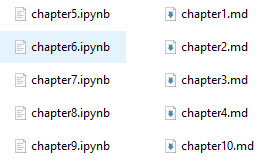 chapter5.ipynb chapter1.md
chapter6.ipynb chapter2.md
chapter7.ipynb chapter3.md
chapter8.ipynb chapter4.md
chapter9.ipynb chapter10.md